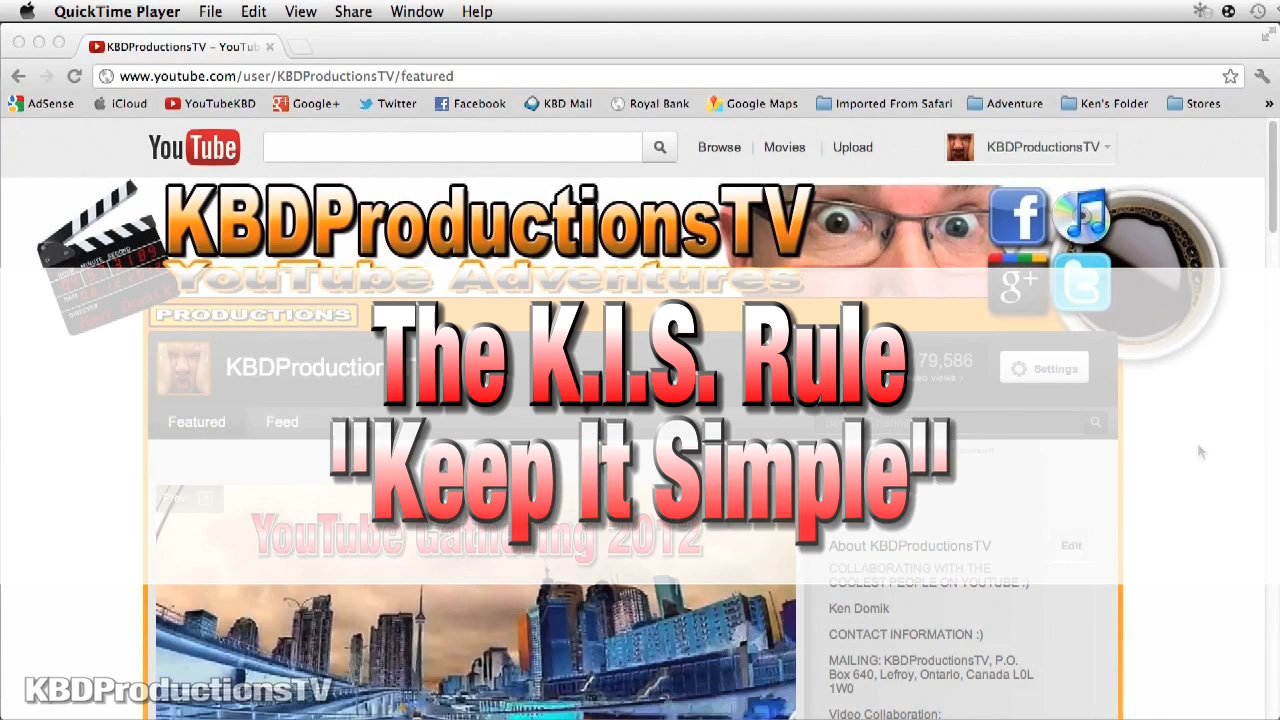 QuickTime Player File Edit View Share Window Help
KBDProductionsTV – YouTub
www.youtube.com/user/KBDProductionsTV/featured
AdSense iCloud YouTubeKBD Google+ Twitter Facebook KBD Mail Royal Bank Google Maps Imported From Safari Adventure Ken's Folder Stores »
YouTube Browse Movies Upload KBDProductionsTV
KBDProductionsTV
YouTube Adventures
PRODUCTIONS
The K.I.S. Rule
"Keep It Simple"
KBDProduction
79,586
Settings
Featured Feed
YouTube Gathering 2012
About KBDProductionsTV Edit
COLLABORATING WITH THE
COOLEST PEOPLE ON YOUTUBE :)
Ken Domik
CONTACT INFORMATION :)
MAILING: KBDProductionsTV, P.O.
Box 640, Lefroy, Ontario, Canada L0L
1W0
Video Collaboration:
KBDProductionsTV